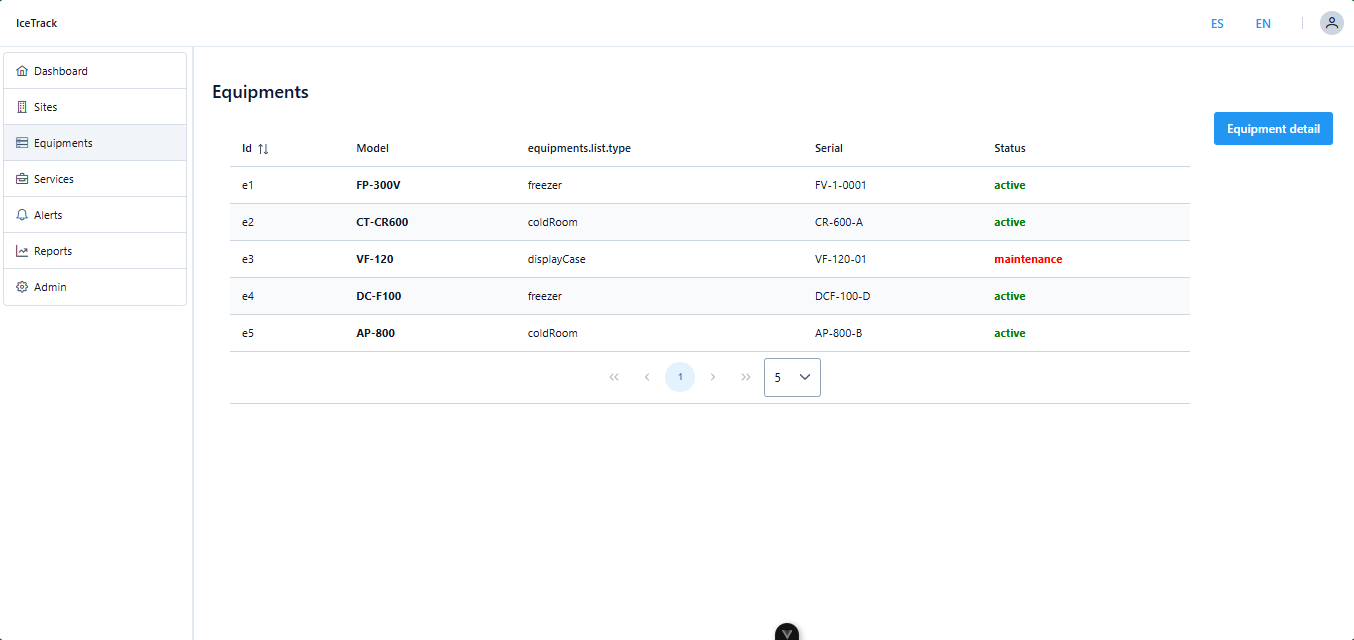 IceTrack ES EN
Dashboard
Sites
Equipments
Services
Alerts
Reports
Admin
Equipments
Equipment detail
Id Model equipments.list.type Serial Status
e1 FP-300V freezer FV-1-0001 active
e2 CT-CR600 coldRoom CR-600-A active
e3 VF-120 displayCase VF-120-01 maintenance
e4 DC-F100 freezer DCF-100-D active
e5 AP-800 coldRoom AP-800-B active
« ‹ 1 › » 5